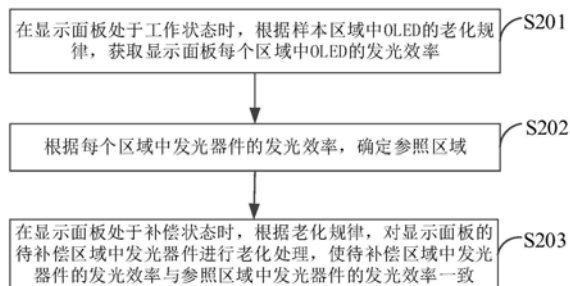 在显示面板处于工作状态时，根据样本区域中OLED的老化规
律，获取显示面板每个区域中OLED的发光效率
S201
根据每个区域中发光器件的发光效率，确定参照区域
S202
在显示面板处于补偿状态时，根据老化规律，对显示面板的
待补偿区域中发光器件进行老化处理，使待补偿区域中发光
器件的发光效率与参照区域中发光器件的发光效率一致
S203